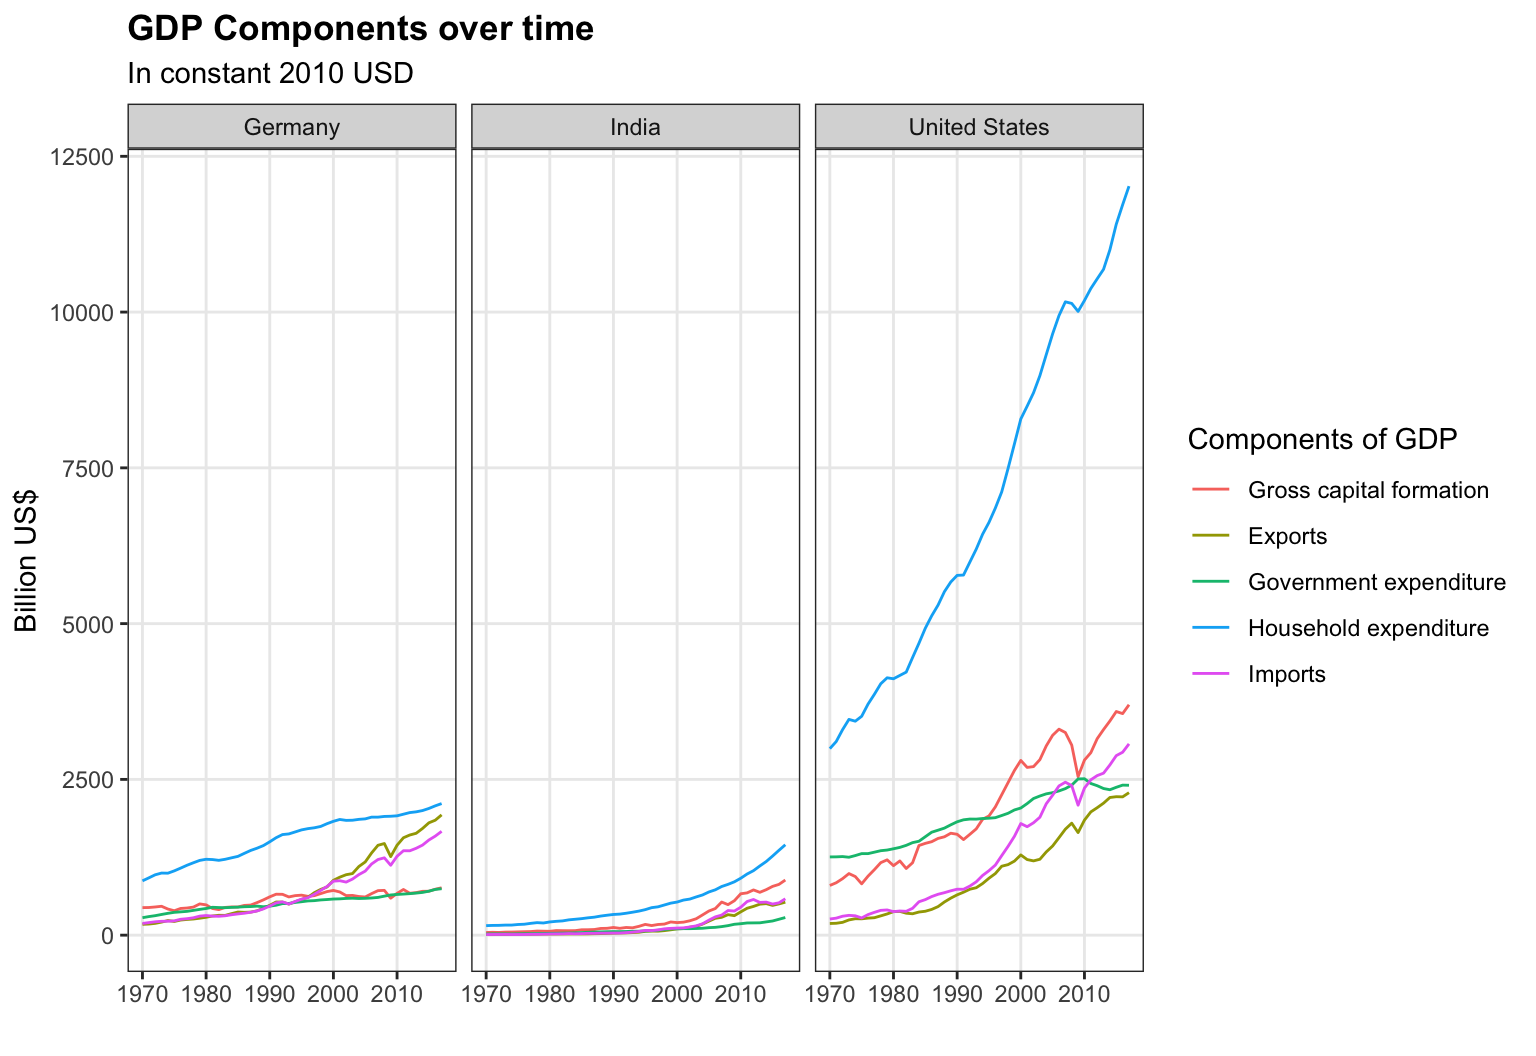 GDP Components over time
In constant 2010 USD
Germany
India
United States
Billion US$
12500
10000
7500
5000
2500
0
1970 1980 1990 2000 2010
1970 1980 1990 2000 2010
1970 1980 1990 2000 2010
Components of GDP
Gross capital formation
Exports
Government expenditure
Household expenditure
Imports